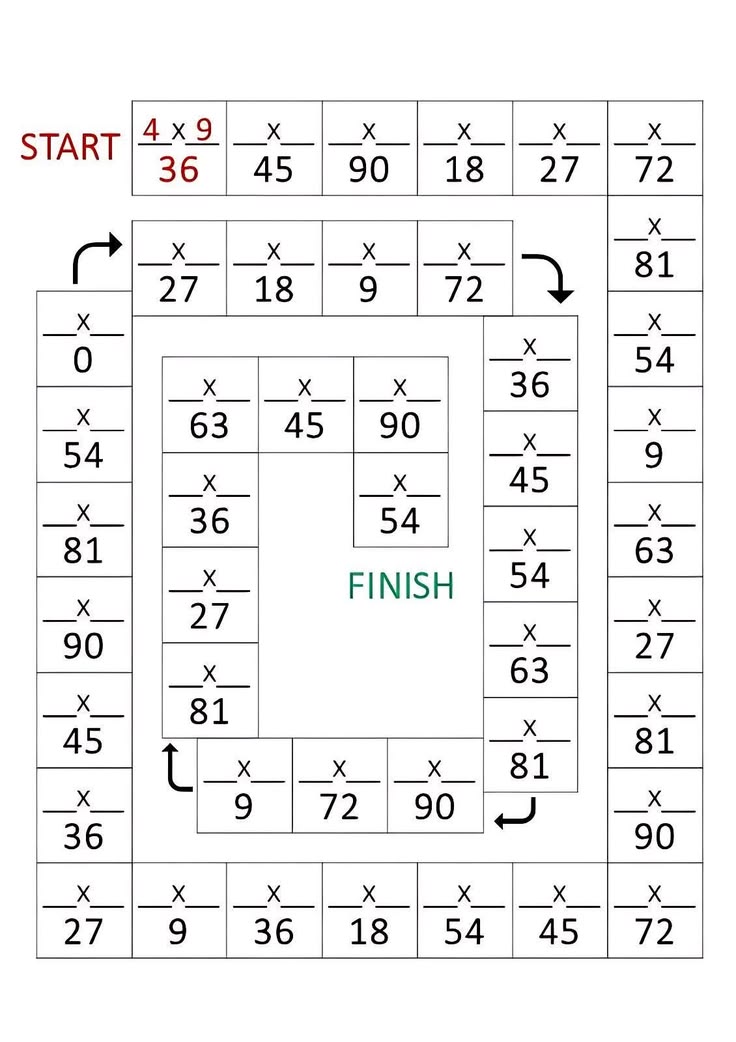 START
4 x 9 __x__ __x__ __x__ __x__ __x__
36 45 90 18 27 72
__x__
81
__x__ __x__ __x__ __x__
27 18 9 72
__x__ __x__
0 54
__x__
36
__x__ __x__ __x__
63 45 90
__x__ __x__
54 9
__x__
45
__x__ __x__
36 54
__x__ __x__
81 63
__x__
54
FINISH
__x__
27
__x__ __x__
90 27
__x__
63
__x__
81
__x__ __x__
45 81
__x__
81
__x__ __x__ __x__
9 72 90
__x__ __x__
36 90
__x__ __x__ __x__ __x__ __x__ __x__ __x__
27 9 36 18 54 45 72